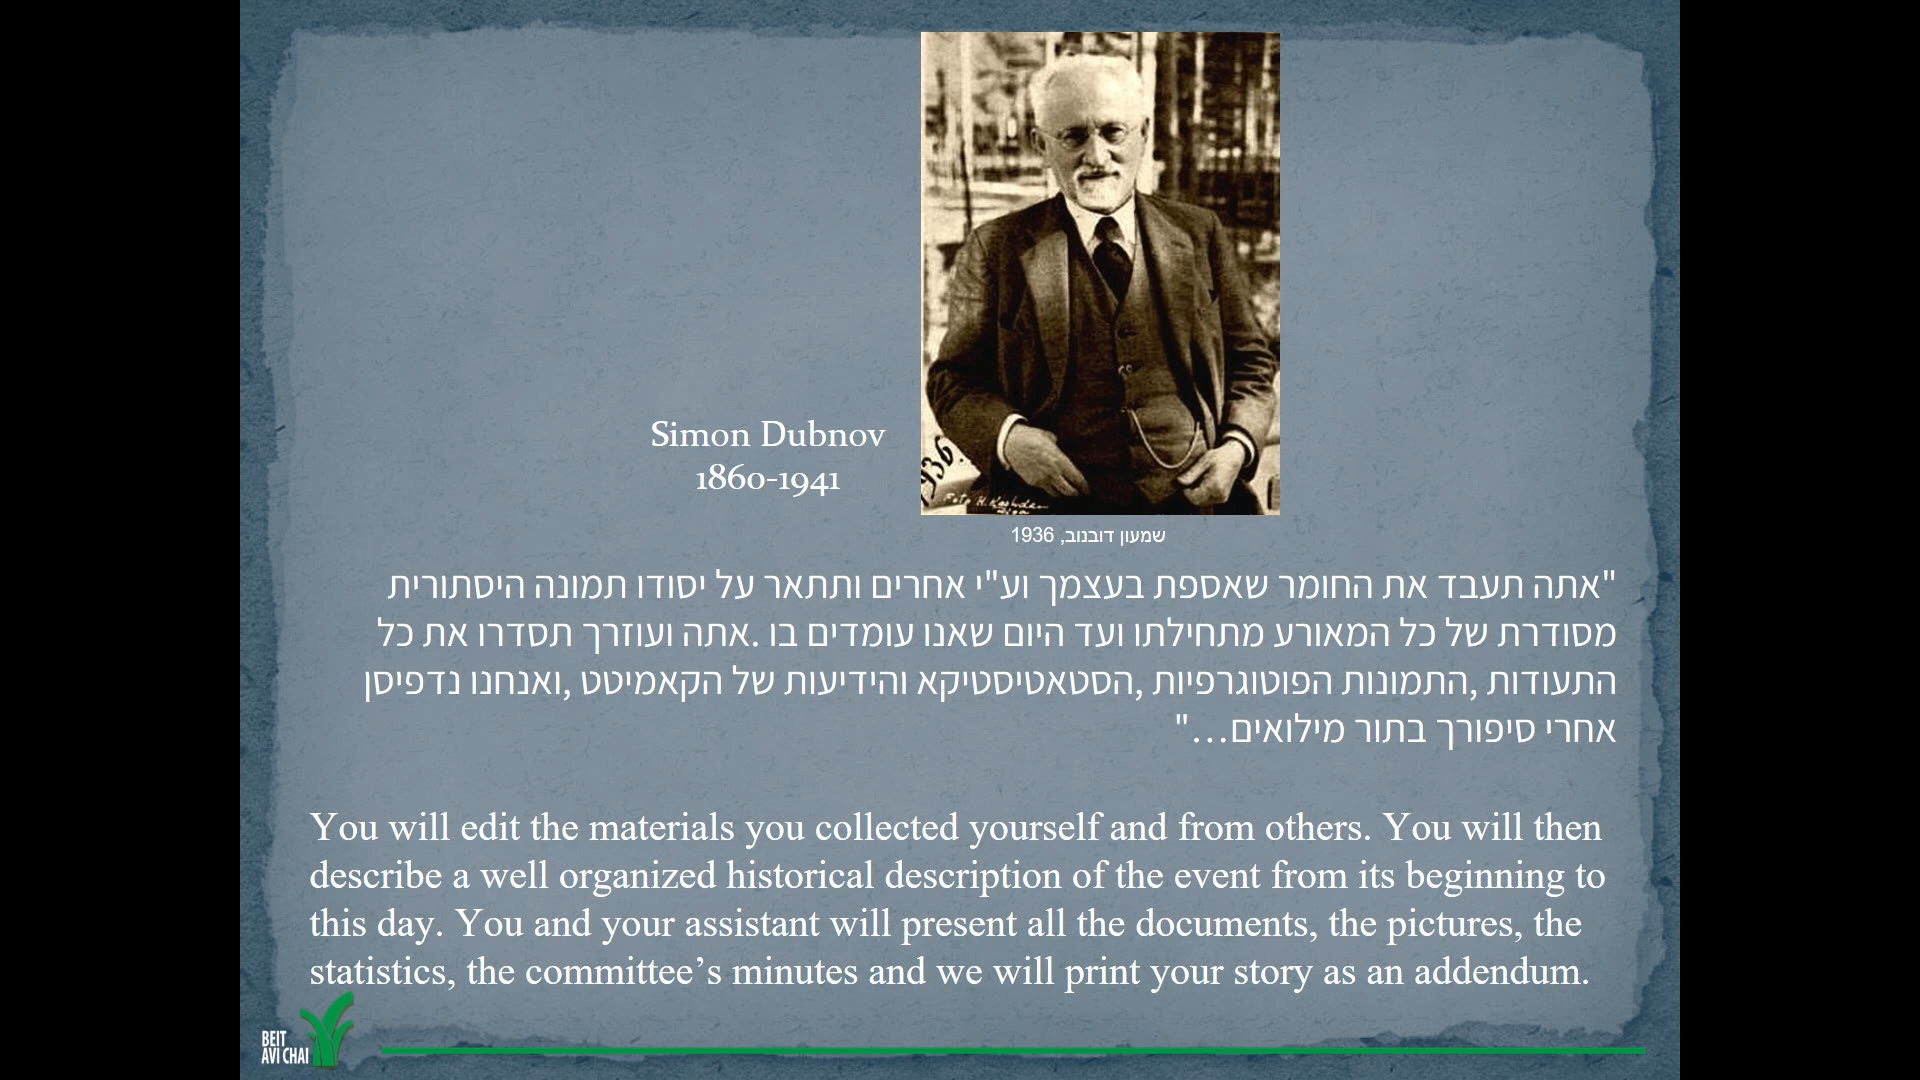 Simon Dubnov
1860-1941
1936.
Foto H.
Riga
שמעון דובנוב, 1936
"אתה תעבד את החומר שאספת בעצמך וע"י אחרים ותתאר על יסודו תמונה היסתורית
מסודרת של כל המאורע מתחילתו ועד היום שאנו עומדים בו .אתה ועוזרך תסדרו את כל
התעודות ,התמונות הפוטוגרפיות ,הסטאטיסטיקא והידיעות של הקאמיטט ,ואנחנו נדפיסן
אחרי סיפורך בתור מילואים..."
You will edit the materials you collected yourself and from others. You will then
describe a well organized historical description of the event from its beginning to
this day. You and your assistant will present all the documents, the pictures, the
statistics, the committee’s minutes and we will print your story as an addendum.
BEIT
AVI CHAI